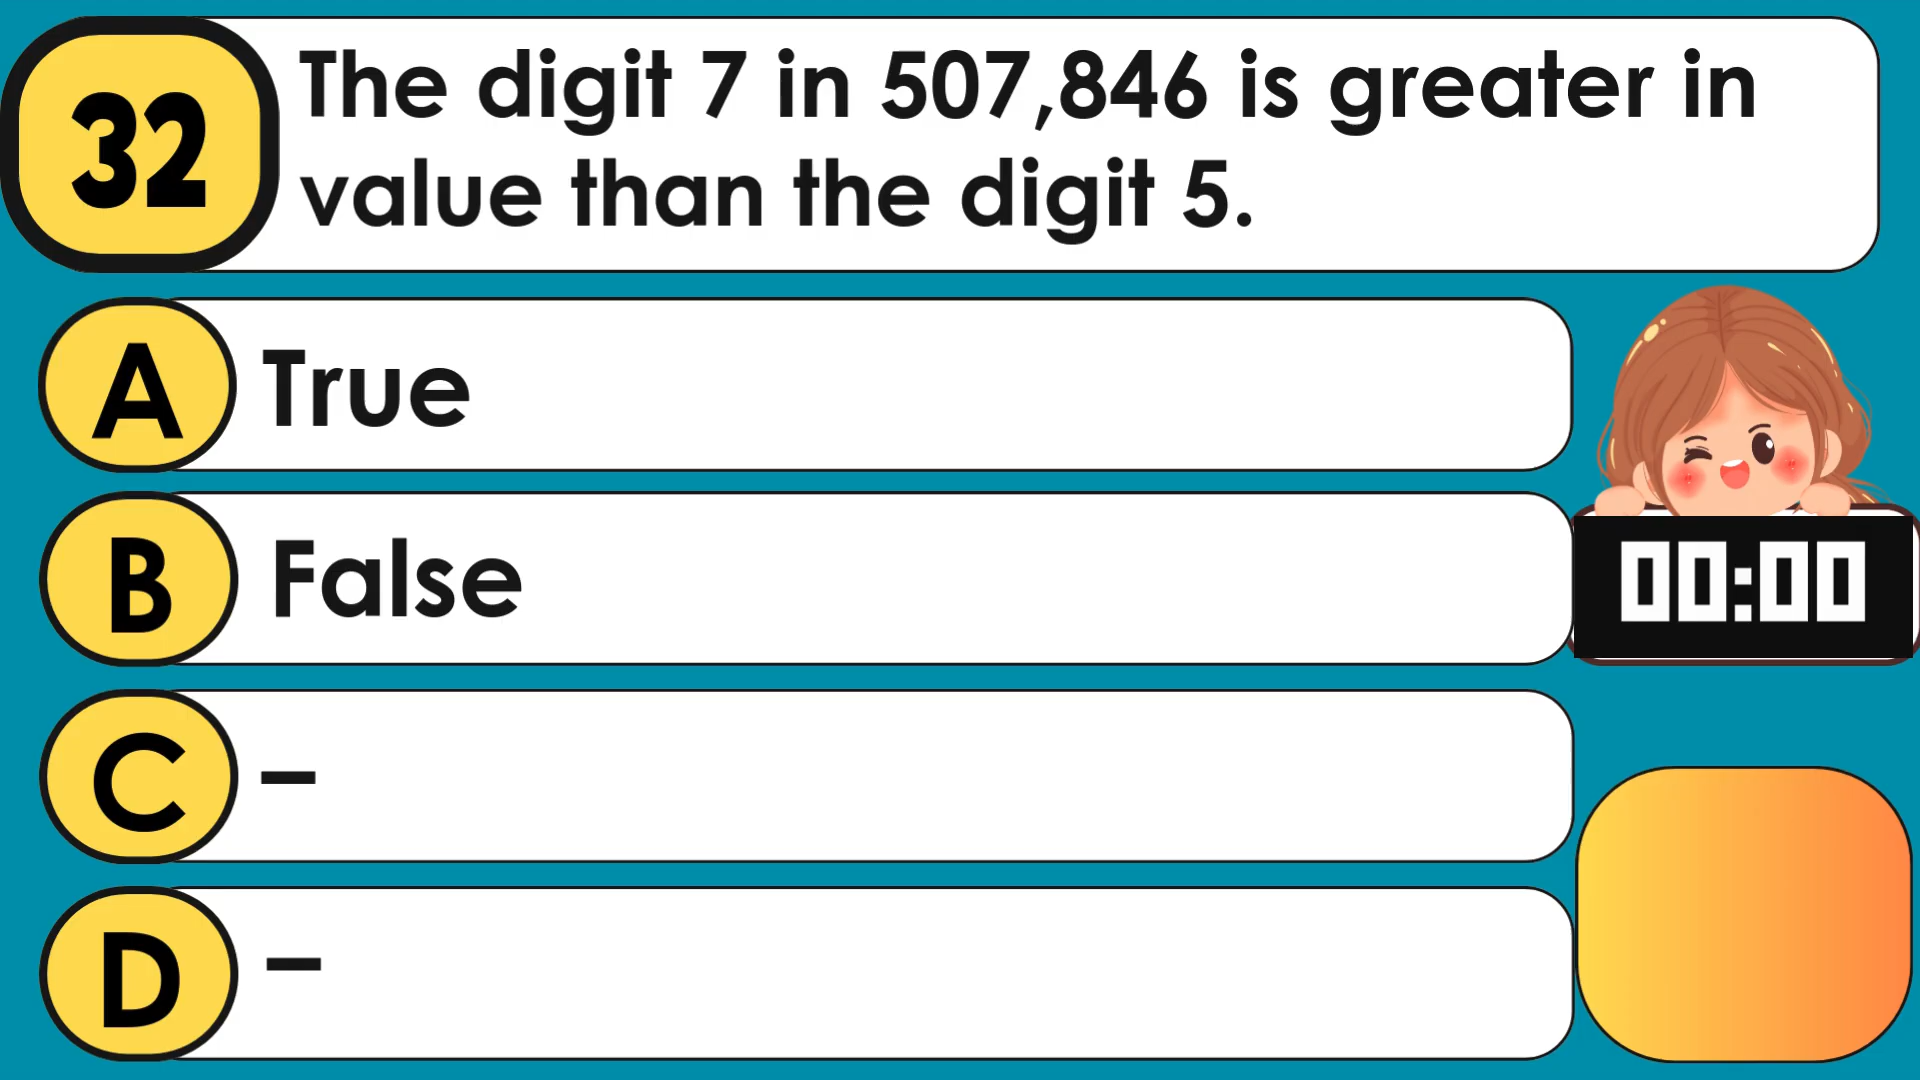 32
The digit 7 in 507,846 is greater in
value than the digit 5.
A True
B False
00:00
C –
D –